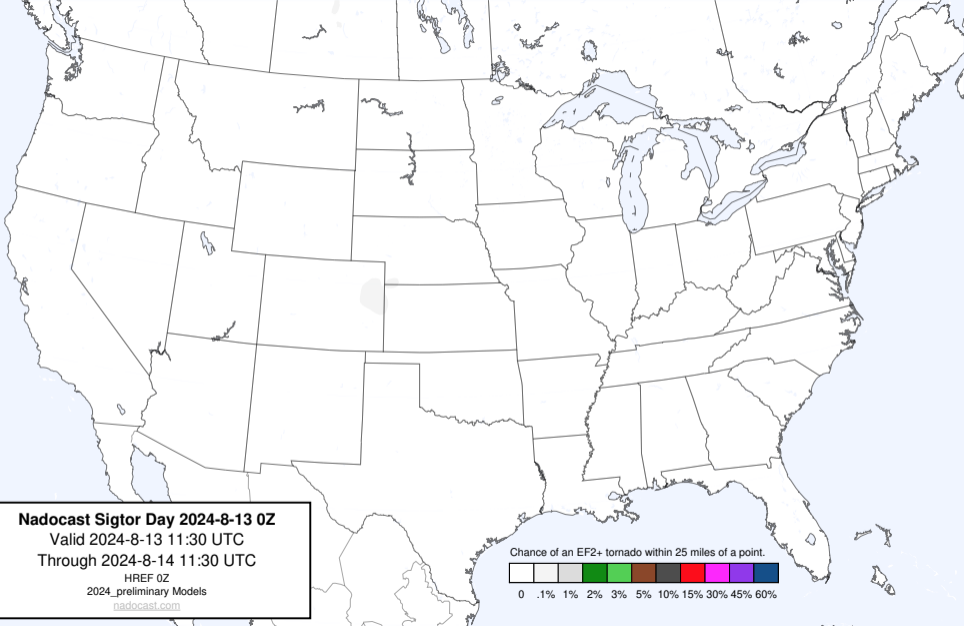 Nadocast Sigtor Day 2024-8-13 0Z
Valid 2024-8-13 11:30 UTC
Through 2024-8-14 11:30 UTC
HREF 0Z
2024_preliminary Models
nadocast.com
Chance of an EF2+ tornado within 25 miles of a point.
0 .1% 1% 2% 3% 5% 10% 15% 30% 45% 60%